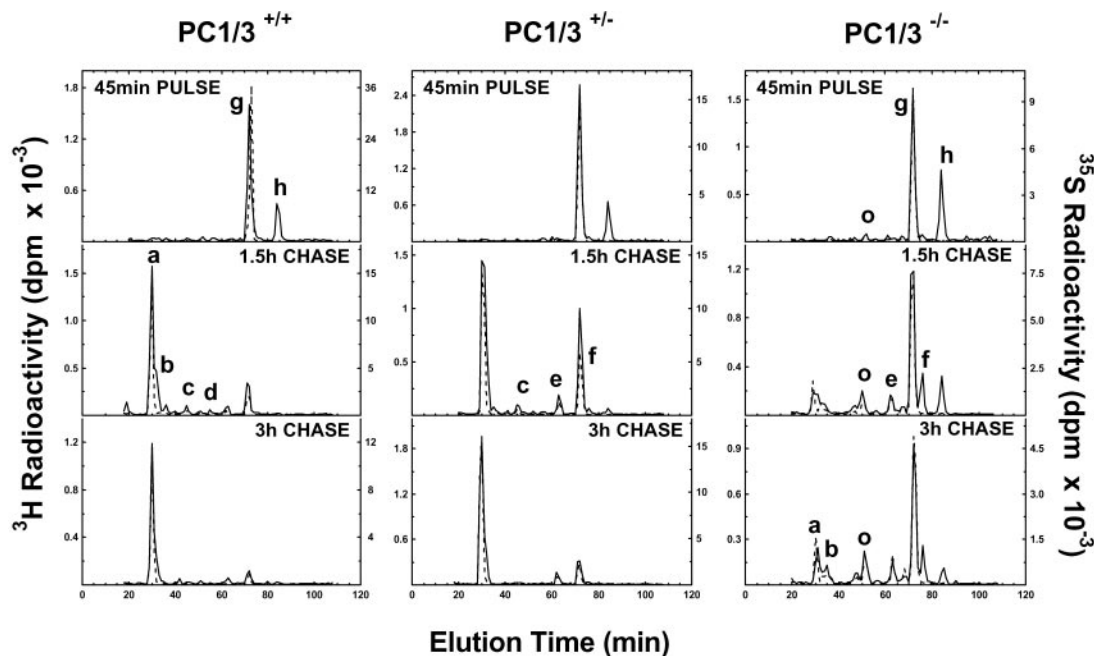 PC1/3 +/+ PC1/3 +/- PC1/3 -/-
45min PULSE 45min PULSE 45min PULSE
1.8 36 2.4 15 1.5 9
g g
1.2 24 1.8 10 1.0 6
h h
0.6 12 1.2 5 0.5 3
0.6
o
a 1.5h CHASE 1.5h CHASE 1.5h CHASE
1.5 15 1.5 15 1.2 7.5
1.0 10 1.0 10 0.8 5.0
b f f
0.5 5 0.5 5 0.4 2.5
c d c e o e
3h CHASE 3h CHASE 3h CHASE
1.2 12 1.8 15 0.9 4.5
0.8 8 1.2 10 0.6 3.0
a
0.4 4 0.6 5 0.3 b o 1.5
0 20 40 60 80 100 120 0 20 40 60 80 100 120 0 20 40 60 80 100 120
3H Radioactivity (dpm x 10-3)
35S Radioactivity (dpm x 10-3)
Elution Time (min)